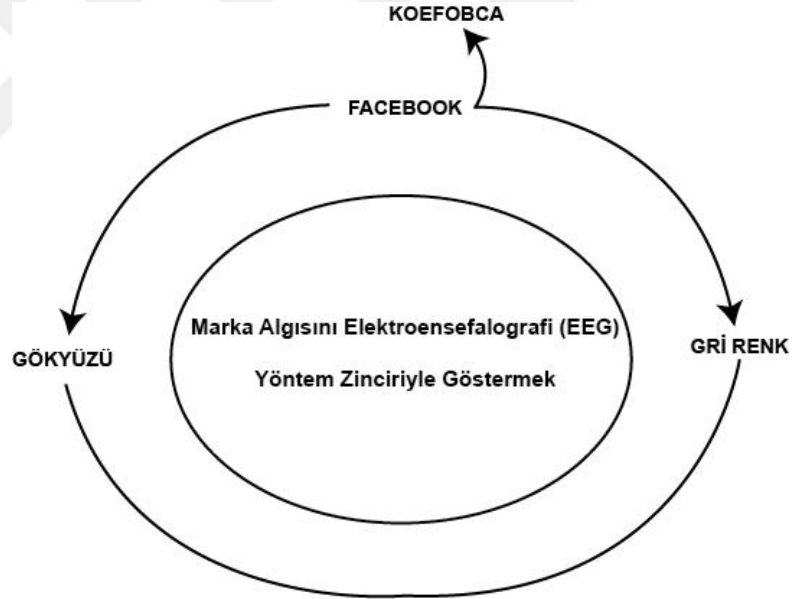 KOEFOBCA
FACEBOOK
Marka Algısını Elektroensefalografi (EEG)
Yöntem Zinciriyle Göstermek
GÖKYÜZÜ
GRİ RENK